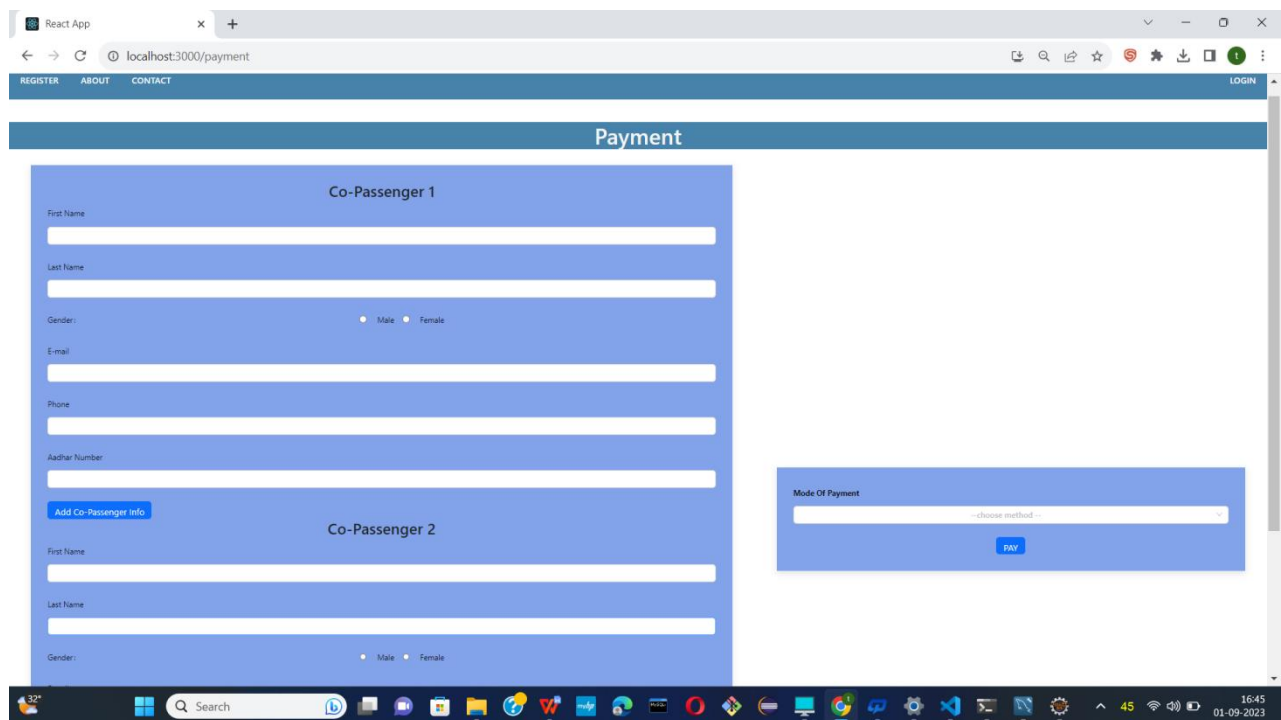 React App
localhost:3000/payment
REGISTER ABOUT CONTACT LOGIN
Payment
Co-Passenger 1
First Name
Last Name
Gender: Male Female
E-mail
Phone
Aadhar Number
Add Co-Passenger Info
Co-Passenger 2
First Name
Last Name
Gender: Male Female
Mode Of Payment
--choose method --
PAY
32°
Search
45
16:45
01-09-2023